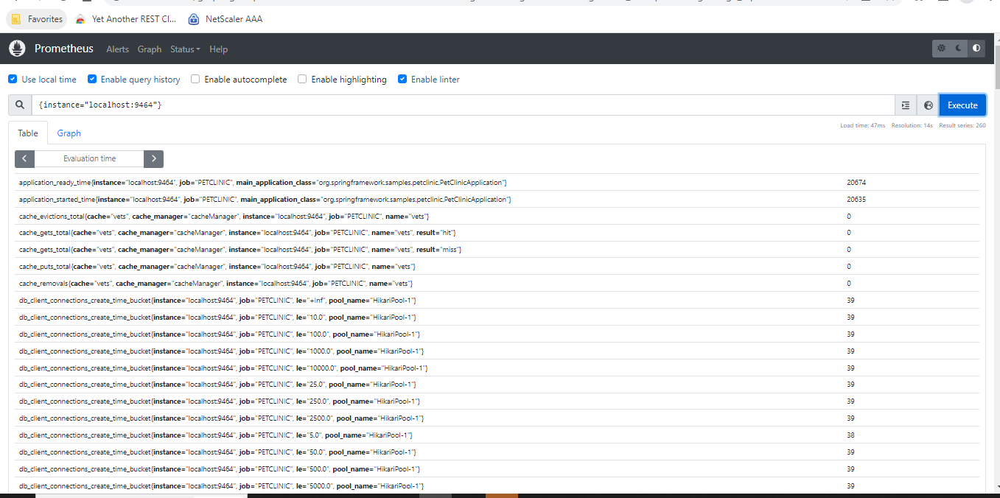 Favorites Yet Another REST Cl... NetScaler AAA
Prometheus Alerts Graph Status Help
Use local time Enable query history Enable autocomplete Enable highlighting Enable linter
{instance="localhost:9464"} Execute
Load time: 47ms Resolution: 14s Result series: 260
Table Graph
Evaluation time
application_ready_time{instance="localhost:9464", job="PETCLINIC", main_application_class="org.springframework.samples.petclinic.PetClinicApplication"} 20674
application_started_time{instance="localhost:9464", job="PETCLINIC", main_application_class="org.springframework.samples.petclinic.PetClinicApplication"} 20635
cache_evictions_total{cache="vets", cache_manager="cacheManager", instance="localhost:9464", job="PETCLINIC", name="vets"} 0
cache_gets_total{cache="vets", cache_manager="cacheManager", instance="localhost:9464", job="PETCLINIC", name="vets", result="hit"} 0
cache_gets_total{cache="vets", cache_manager="cacheManager", instance="localhost:9464", job="PETCLINIC", name="vets", result="miss"} 0
cache_puts_total{cache="vets", cache_manager="cacheManager", instance="localhost:9464", job="PETCLINIC", name="vets"} 0
cache_removals{cache="vets", cache_manager="cacheManager", instance="localhost:9464", job="PETCLINIC", name="vets"} 0
db_client_connections_create_time_bucket{instance="localhost:9464", job="PETCLINIC", le="+Inf", pool_name="HikariPool-1"} 39
db_client_connections_create_time_bucket{instance="localhost:9464", job="PETCLINIC", le="10.0", pool_name="HikariPool-1"} 39
db_client_connections_create_time_bucket{instance="localhost:9464", job="PETCLINIC", le="100.0", pool_name="HikariPool-1"} 39
db_client_connections_create_time_bucket{instance="localhost:9464", job="PETCLINIC", le="1000.0", pool_name="HikariPool-1"} 39
db_client_connections_create_time_bucket{instance="localhost:9464", job="PETCLINIC", le="10000.0", pool_name="HikariPool-1"} 39
db_client_connections_create_time_bucket{instance="localhost:9464", job="PETCLINIC", le="25.0", pool_name="HikariPool-1"} 39
db_client_connections_create_time_bucket{instance="localhost:9464", job="PETCLINIC", le="250.0", pool_name="HikariPool-1"} 39
db_client_connections_create_time_bucket{instance="localhost:9464", job="PETCLINIC", le="2500.0", pool_name="HikariPool-1"} 39
db_client_connections_create_time_bucket{instance="localhost:9464", job="PETCLINIC", le="5.0", pool_name="HikariPool-1"} 38
db_client_connections_create_time_bucket{instance="localhost:9464", job="PETCLINIC", le="50.0", pool_name="HikariPool-1"} 39
db_client_connections_create_time_bucket{instance="localhost:9464", job="PETCLINIC", le="500.0", pool_name="HikariPool-1"} 39
db_client_connections_create_time_bucket{instance="localhost:9464", job="PETCLINIC", le="5000.0", pool_name="HikariPool-1"} 39